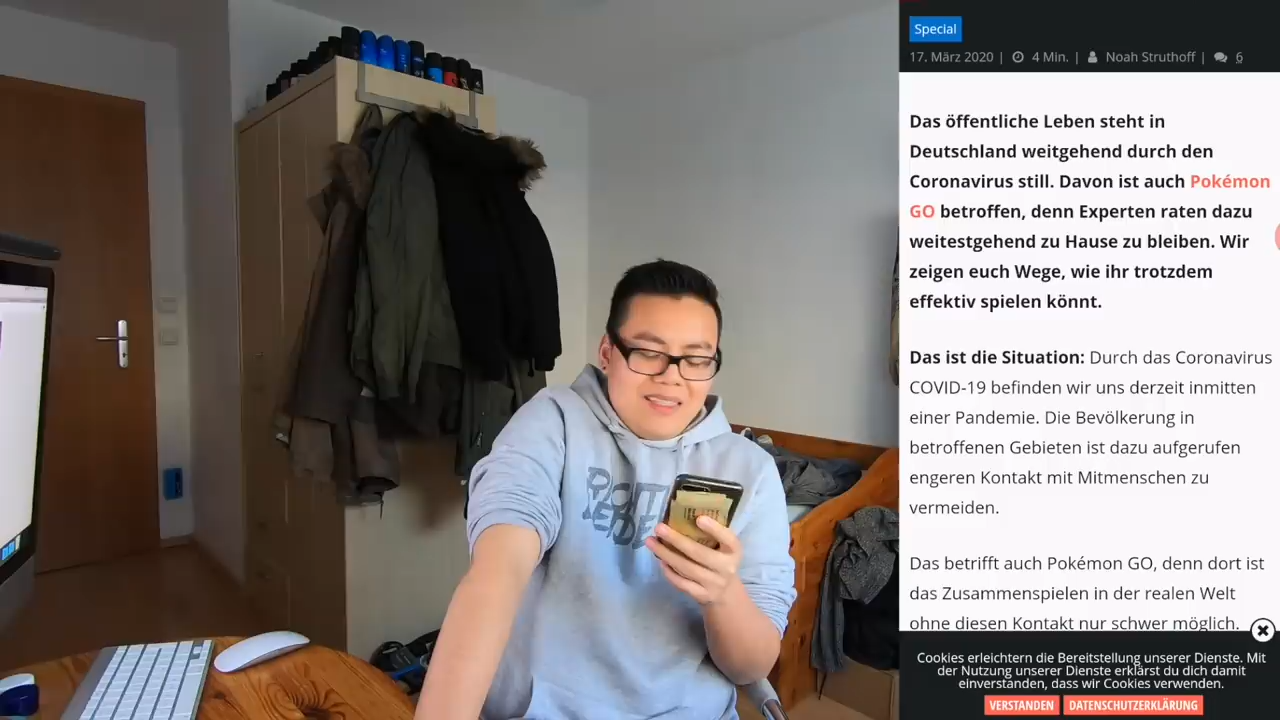 Special
17. März 2020 | 4 Min. | Noah Struthoff | 6
Das öffentliche Leben steht in
Deutschland weitgehend durch den
Coronavirus still. Davon ist auch Pokémon
GO betroffen, denn Experten raten dazu
weitestgehend zu Hause zu bleiben. Wir
zeigen euch Wege, wie ihr trotzdem
effektiv spielen könnt.
Das ist die Situation: Durch das Coronavirus
COVID-19 befinden wir uns derzeit inmitten
einer Pandemie. Die Bevölkerung in
betroffenen Gebieten ist dazu aufgerufen
engeren Kontakt mit Mitmenschen zu
vermeiden.
Das betrifft auch Pokémon GO, denn dort ist
das Zusammenspielen in der realen Welt
ohne diesen Kontakt nur schwer möglich.
Cookies erleichtern die Bereitstellung unserer Dienste. Mit
der Nutzung unserer Dienste erklärst du dich damit
einverstanden, dass wir Cookies verwenden.
VERSTANDEN DATENSCHUTZERKLÄRUNG